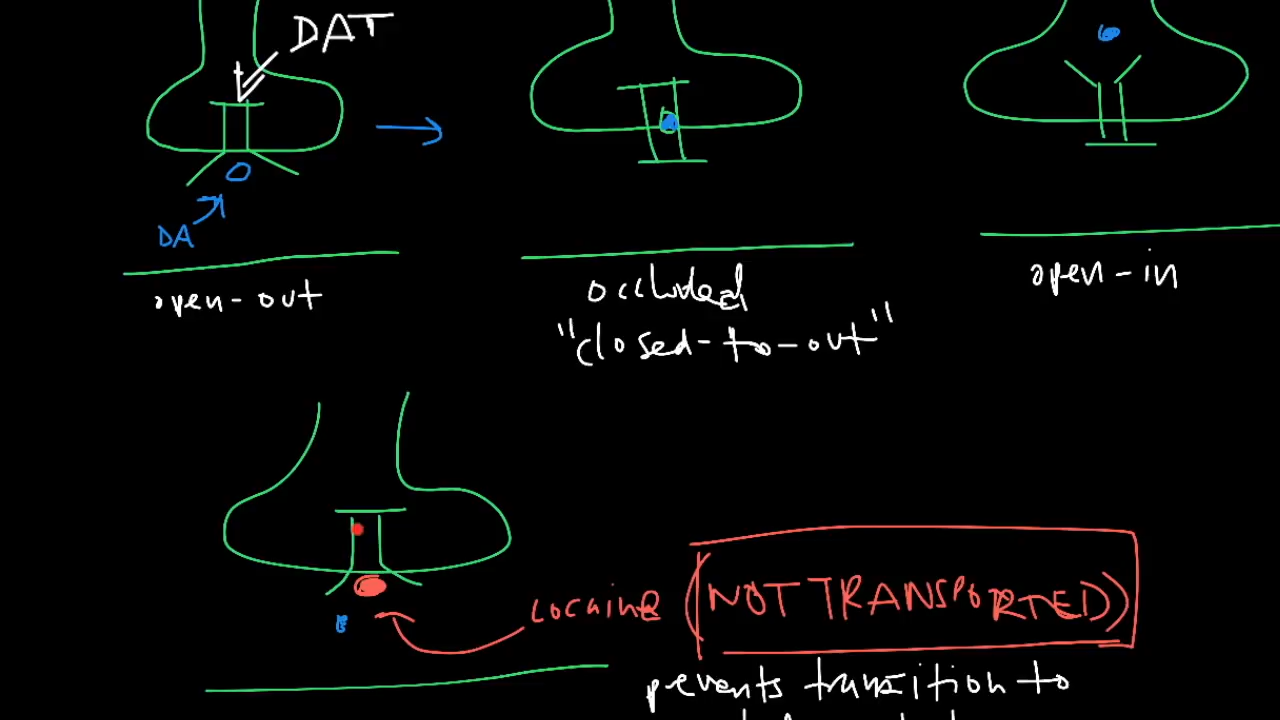 DAT
DA
open-out
occluded
"closed-to-out"
open-in
cocaine (NOT TRANSPORTED)
prevents transition to